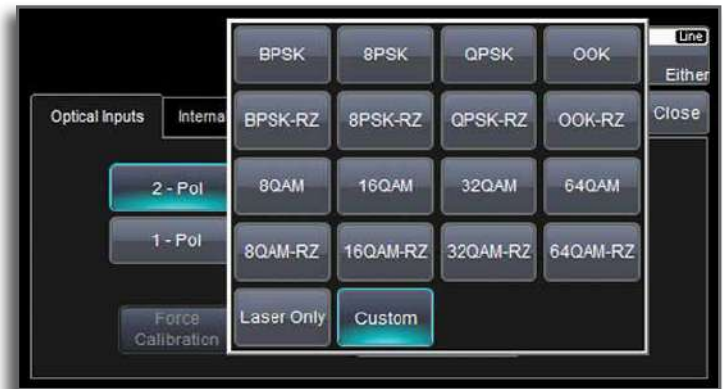 BPSK 8PSK QPSK OOK
Line
Either
Optical Inputs Interna
BPSK-RZ 8PSK-RZ QPSK-RZ OOK-RZ
Close
2 - Pol
8QAM 16QAM 32QAM 64QAM
1 - Pol
8QAM-RZ 16QAM-RZ 32QAM-RZ 64QAM-RZ
Force
Calibration
Laser Only Custom